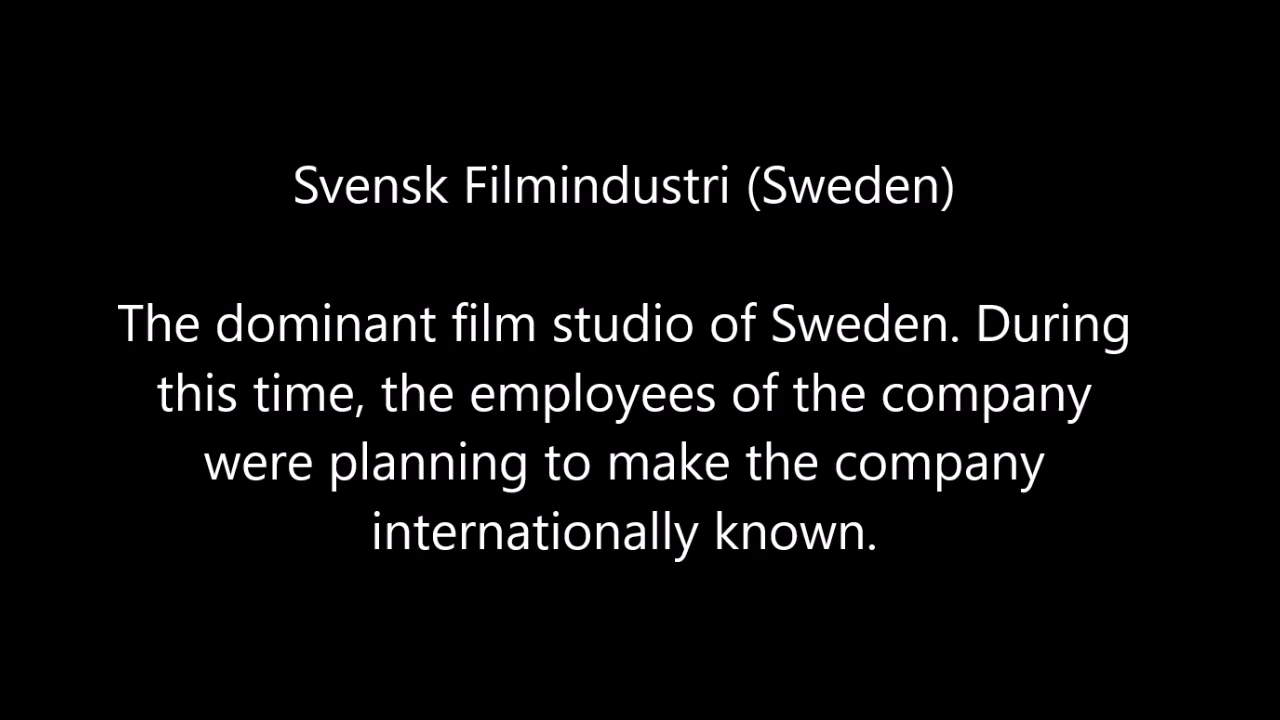 Svensk Filmindustri (Sweden)
The dominant film studio of Sweden. During
this time, the employees of the company
were planning to make the company
internationally known.